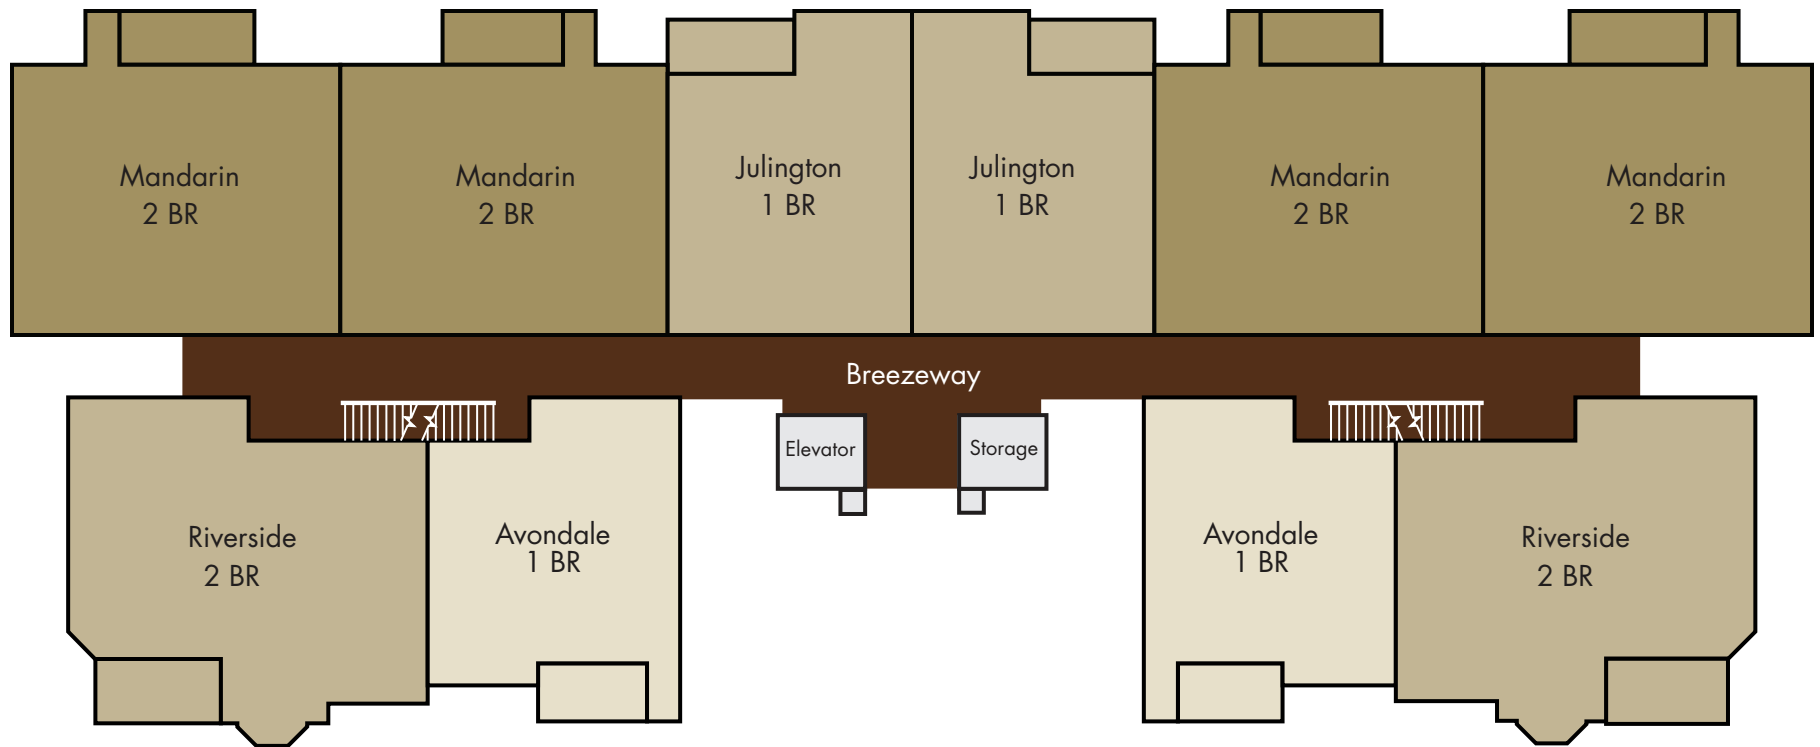 Mandarin
2 BR
Mandarin
2 BR
Julington
1 BR
Julington
1 BR
Mandarin
2 BR
Mandarin
2 BR
Breezeway
Elevator
Storage
Riverside
2 BR
Avondale
1 BR
Avondale
1 BR
Riverside
2 BR